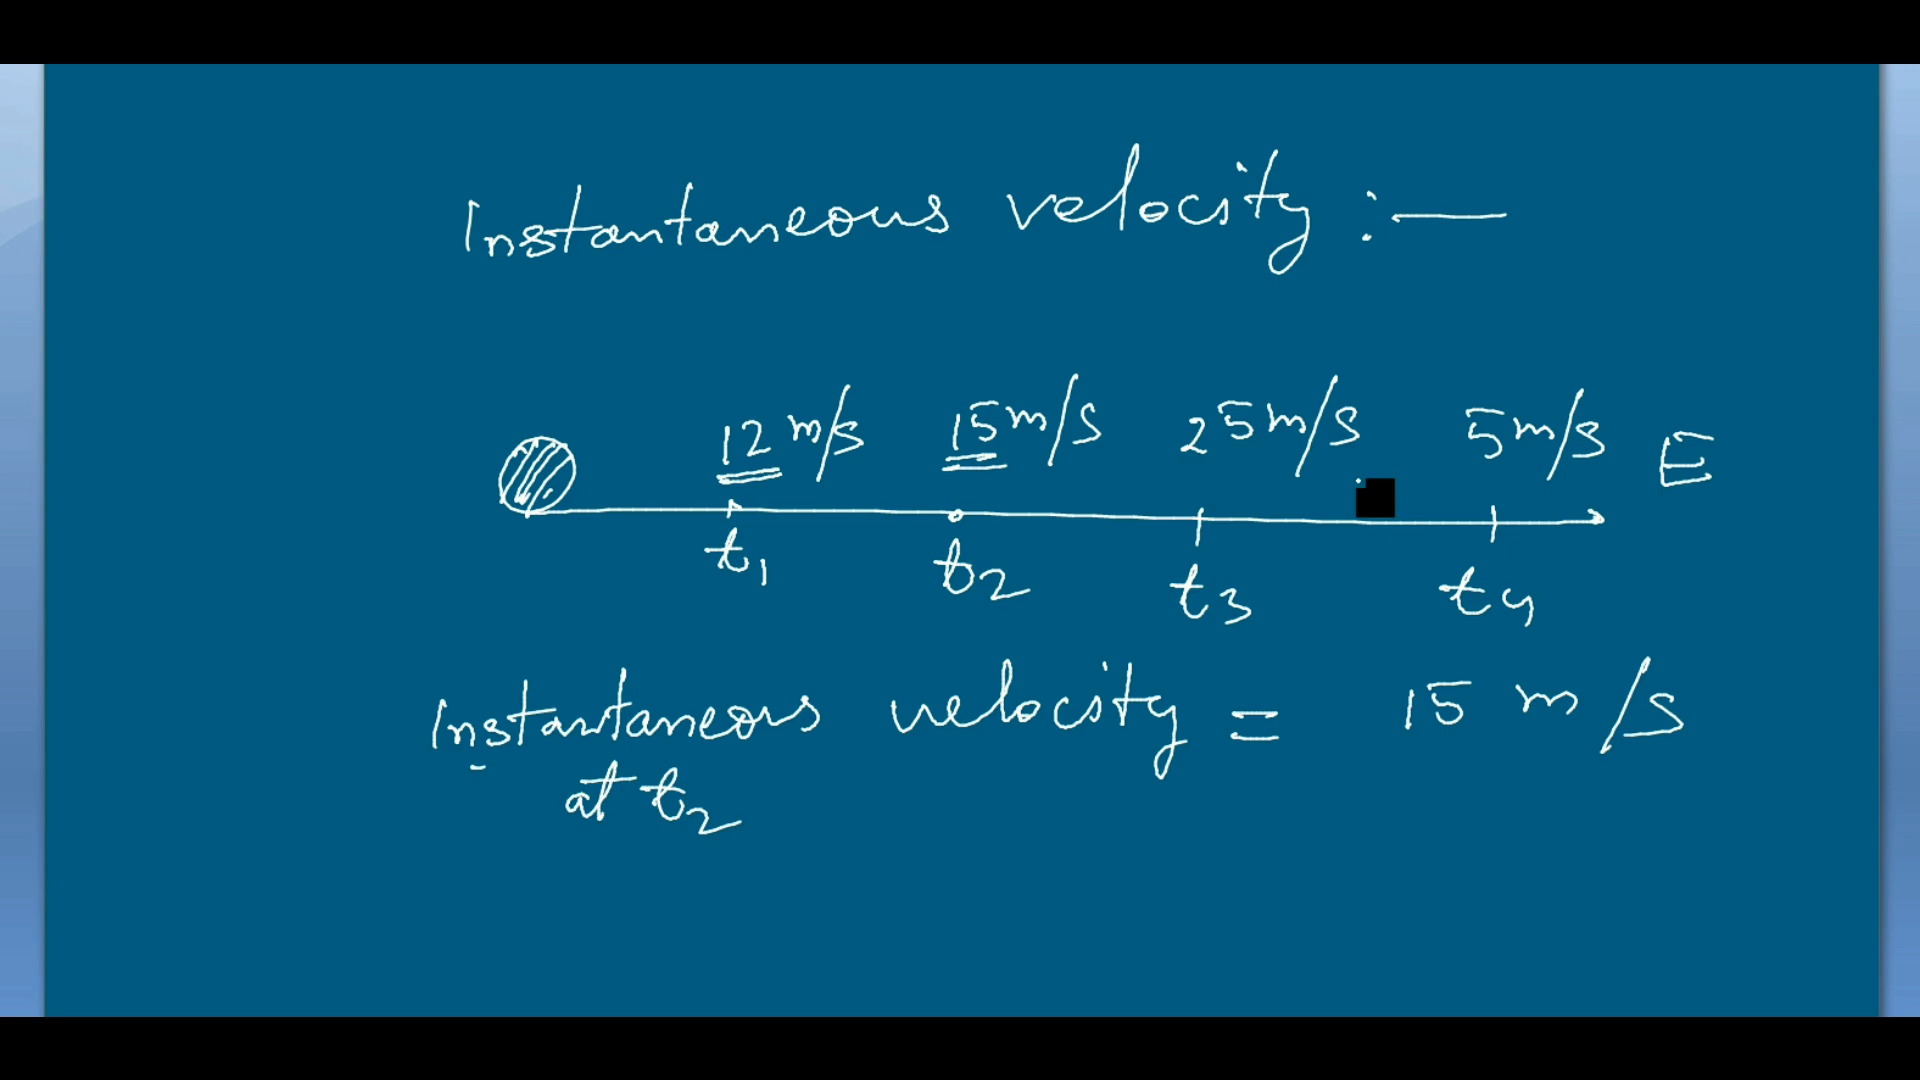 Instantaneous velocity :—
12 m/s 15 m/s 25 m/s 5 m/s E
t1 t2 t3 t4
Instantaneous velocity = 15 m/s
at t2